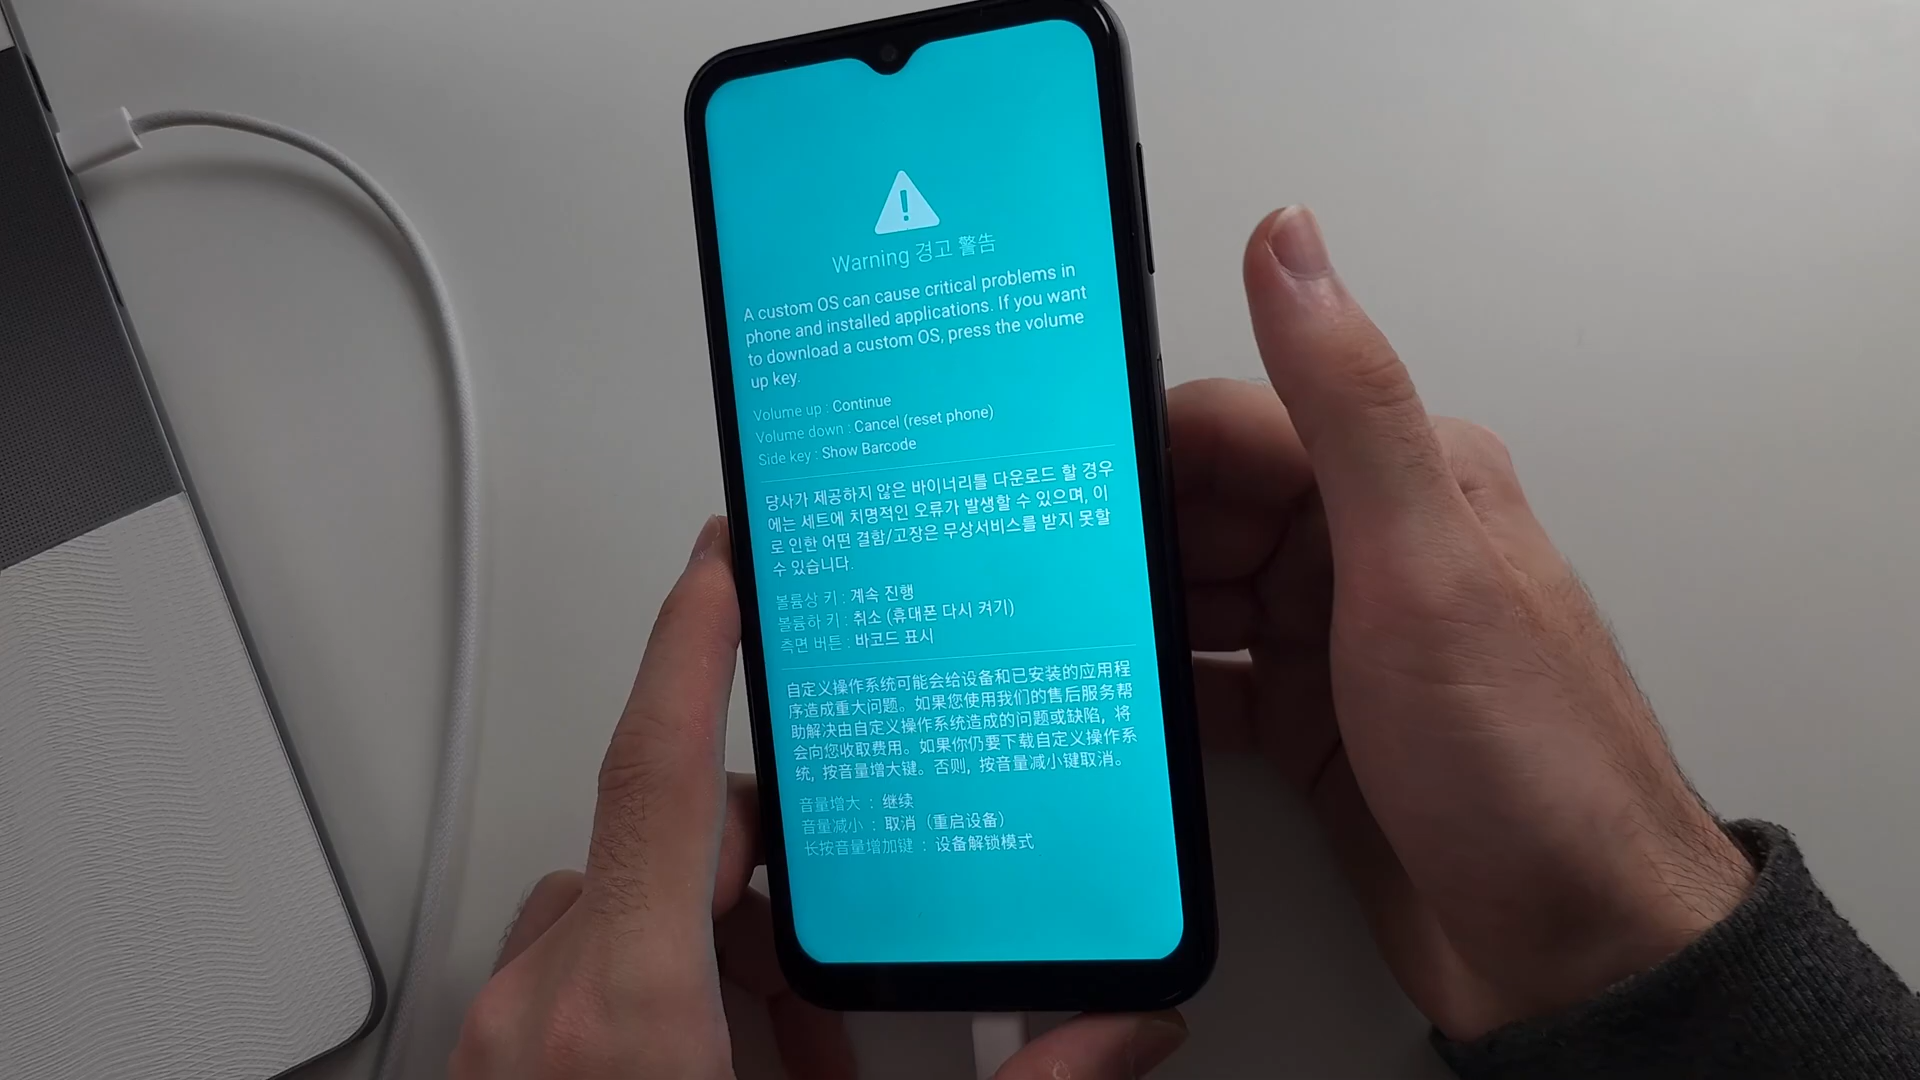 Warning 경고 警告
A custom OS can cause critical problems in
phone and installed applications. If you want
to download a custom OS, press the volume
up key.
Volume up : Continue
Volume down : Cancel (reset phone)
Side key : Show Barcode
당사가 제공하지 않은 바이너리를 다운로드 할 경우
에는 세트에 치명적인 오류가 발생할 수 있으며, 이
로 인한 어떤 결함/고장은 무상서비스를 받지 못할
수 있습니다.
볼륨상 키 : 계속 진행
볼륨하 키 : 취소 (휴대폰 다시 켜기)
측면 버튼 : 바코드 표시
自定义操作系统可能会给设备和已安装的应用程
序造成重大问题。如果您使用我们的售后服务帮
助解决由自定义操作系统造成的问题或缺陷, 将
会向您收取费用。如果你仍要下载自定义操作系
统, 按音量增大键。否则, 按音量减小键取消。
音量增大 : 继续
音量减小 : 取消（重启设备）
长按音量增加键 : 设备解锁模式